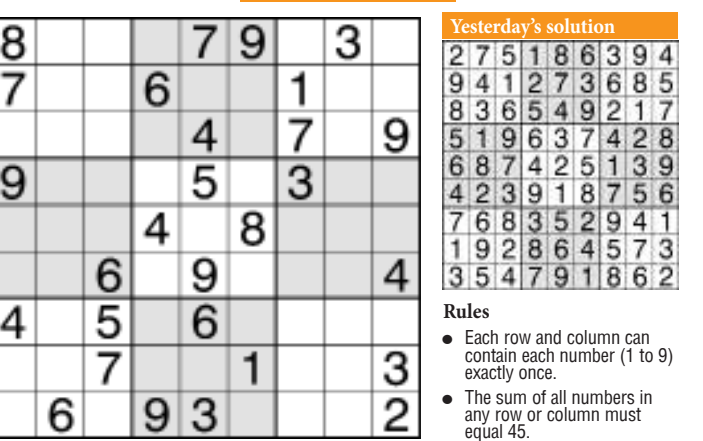 8 7 9 3
7 6 1
4 7 9
9 5 3
4 8
6 9 4
4 5 6
7 1 3
6 9 3 2
Yesterday's solution
2 7 5 1 8 6 3 9 4
9 4 1 2 7 3 6 8 5
8 3 6 5 4 9 2 1 7
5 1 9 6 3 7 4 2 8
6 8 7 4 2 5 1 3 9
4 2 3 9 1 8 7 5 6
7 6 8 3 5 2 9 4 1
1 9 2 8 6 4 5 7 3
3 5 4 7 9 1 8 6 2
Rules
● Each row and column can
contain each number (1 to 9)
exactly once.
● The sum of all numbers in
any row or column must
equal 45.